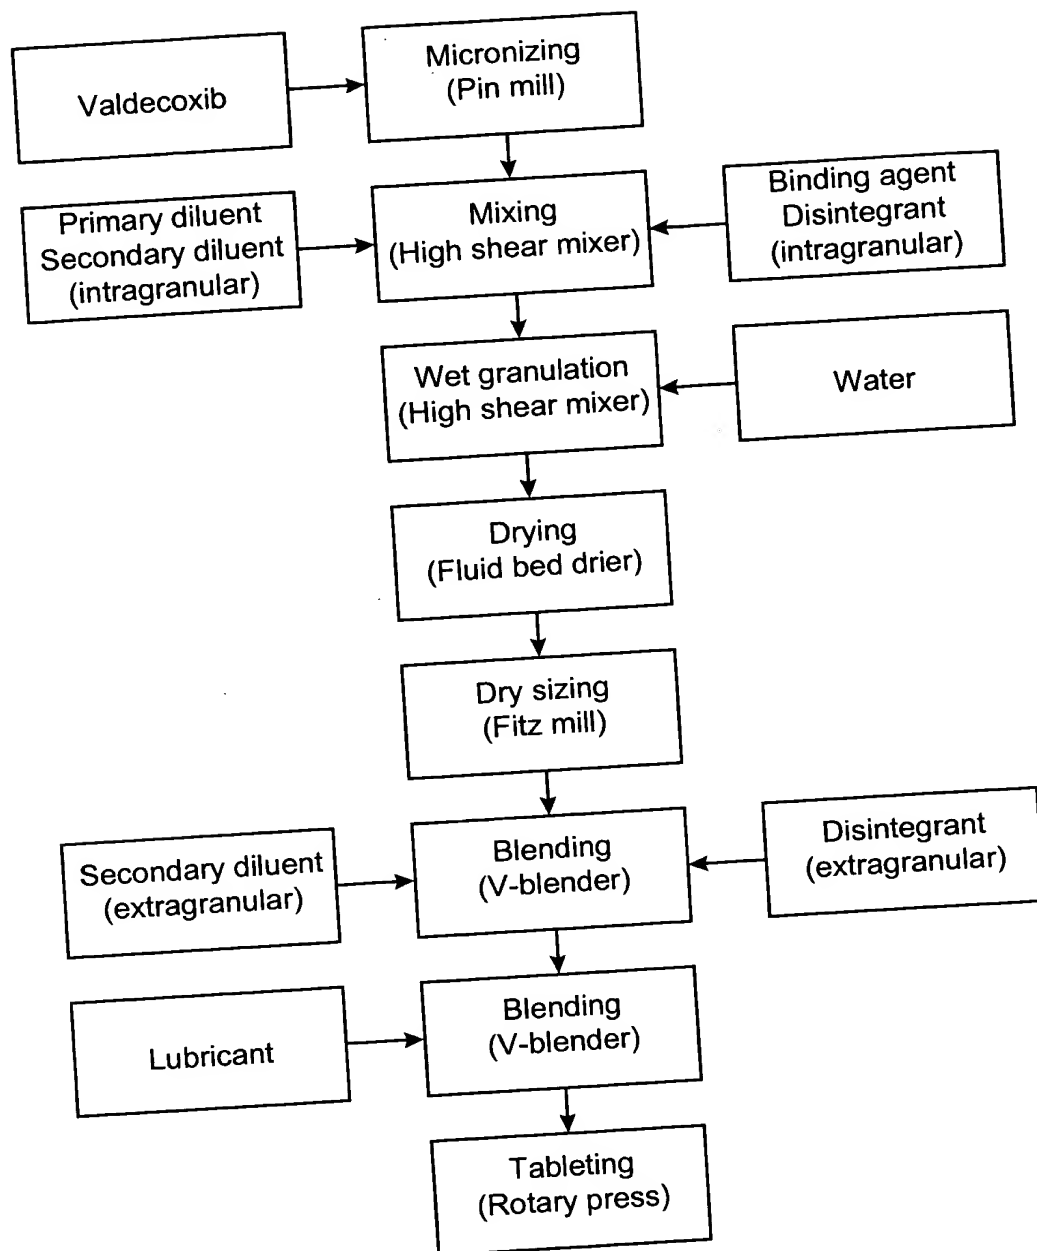 Valdecoxib
Micronizing
(Pin mill)
Primary diluent
Secondary diluent
(intragranular)
Mixing
(High shear mixer)
Binding agent
Disintegrant
(intragranular)
Wet granulation
(High shear mixer)
Water
Drying
(Fluid bed drier)
Dry sizing
(Fitz mill)
Secondary diluent
(extragranular)
Blending
(V-blender)
Disintegrant
(extragranular)
Lubricant
Blending
(V-blender)
Tableting
(Rotary press)